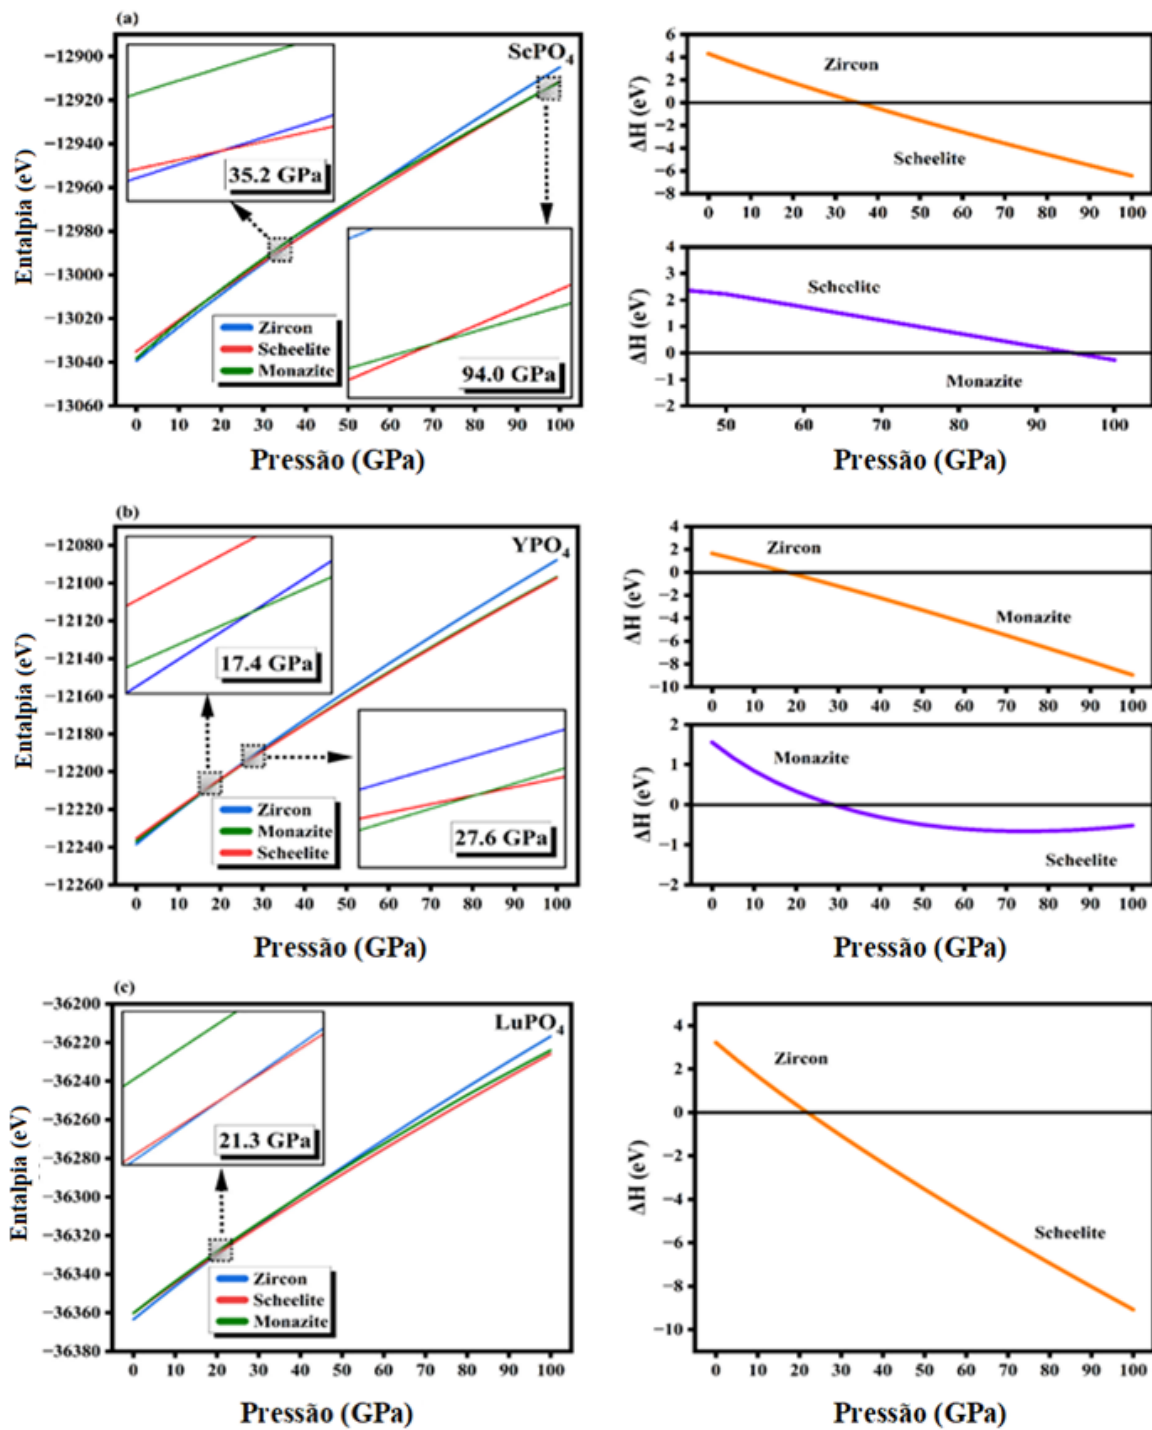 (a)
ScPO4
−12900
−12920
−12940
−12960
−12980
−13000
−13020
−13040
−13060
Entalpia (eV)
35.2 GPa
94.0 GPa
Zircon
Scheelite
Monazite
0 10 20 30 40 50 60 70 80 90 100
Pressão (GPa)
6
4
2
0
−2
−4
−6
−8
ΔH (eV)
Zircon
Scheelite
0 10 20 30 40 50 60 70 80 90 100
4
3
2
1
0
−1
−2
ΔH (eV)
Scheelite
Monazite
50 60 70 80 90 100
Pressão (GPa)
(b)
YPO4
−12080
−12100
−12120
−12140
−12160
−12180
−12200
−12220
−12240
−12260
Entalpia (eV)
17.4 GPa
27.6 GPa
Zircon
Monazite
Scheelite
0 10 20 30 40 50 60 70 80 90 100
Pressão (GPa)
4
2
0
−2
−4
−6
−8
−10
ΔH (eV)
Zircon
Monazite
0 10 20 30 40 50 60 70 80 90 100
2
1
0
−1
−2
ΔH (eV)
Monazite
Scheelite
0 10 20 30 40 50 60 70 80 90 100
Pressão (GPa)
(c)
LuPO4
−36200
−36220
−36240
−36260
−36280
−36300
−36320
−36340
−36360
−36380
Entalpia (eV)
21.3 GPa
Zircon
Scheelite
Monazite
0 10 20 30 40 50 60 70 80 90 100
Pressão (GPa)
4
2
0
−2
−4
−6
−8
−10
ΔH (eV)
Zircon
Scheelite
0 10 20 30 40 50 60 70 80 90 100
Pressão (GPa)